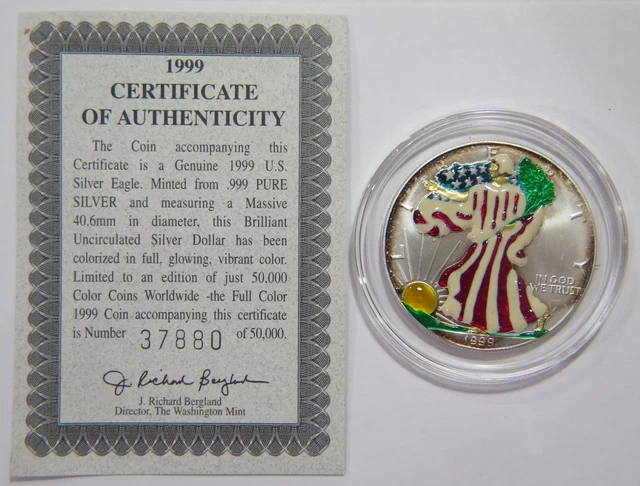 1999
CERTIFICATE
OF AUTHENTICITY
The Coin accompanying this
Certificate is a Genuine 1999 U.S.
Silver Eagle. Minted from .999 PURE
SILVER and measuring a Massive
40.6mm in diameter, this Brilliant
Uncirculated Silver Dollar has been
colorized in full, glowing, vibrant color.
Limited to an edition of just 50,000
Color Coins Worldwide -the Full Color
1999 Coin accompanying this certificate
is Number 37880 of 50,000.
J. Richard Bergland
J. Richard Bergland
Director, The Washington Mint
IN GOD
WE TRUST
1999